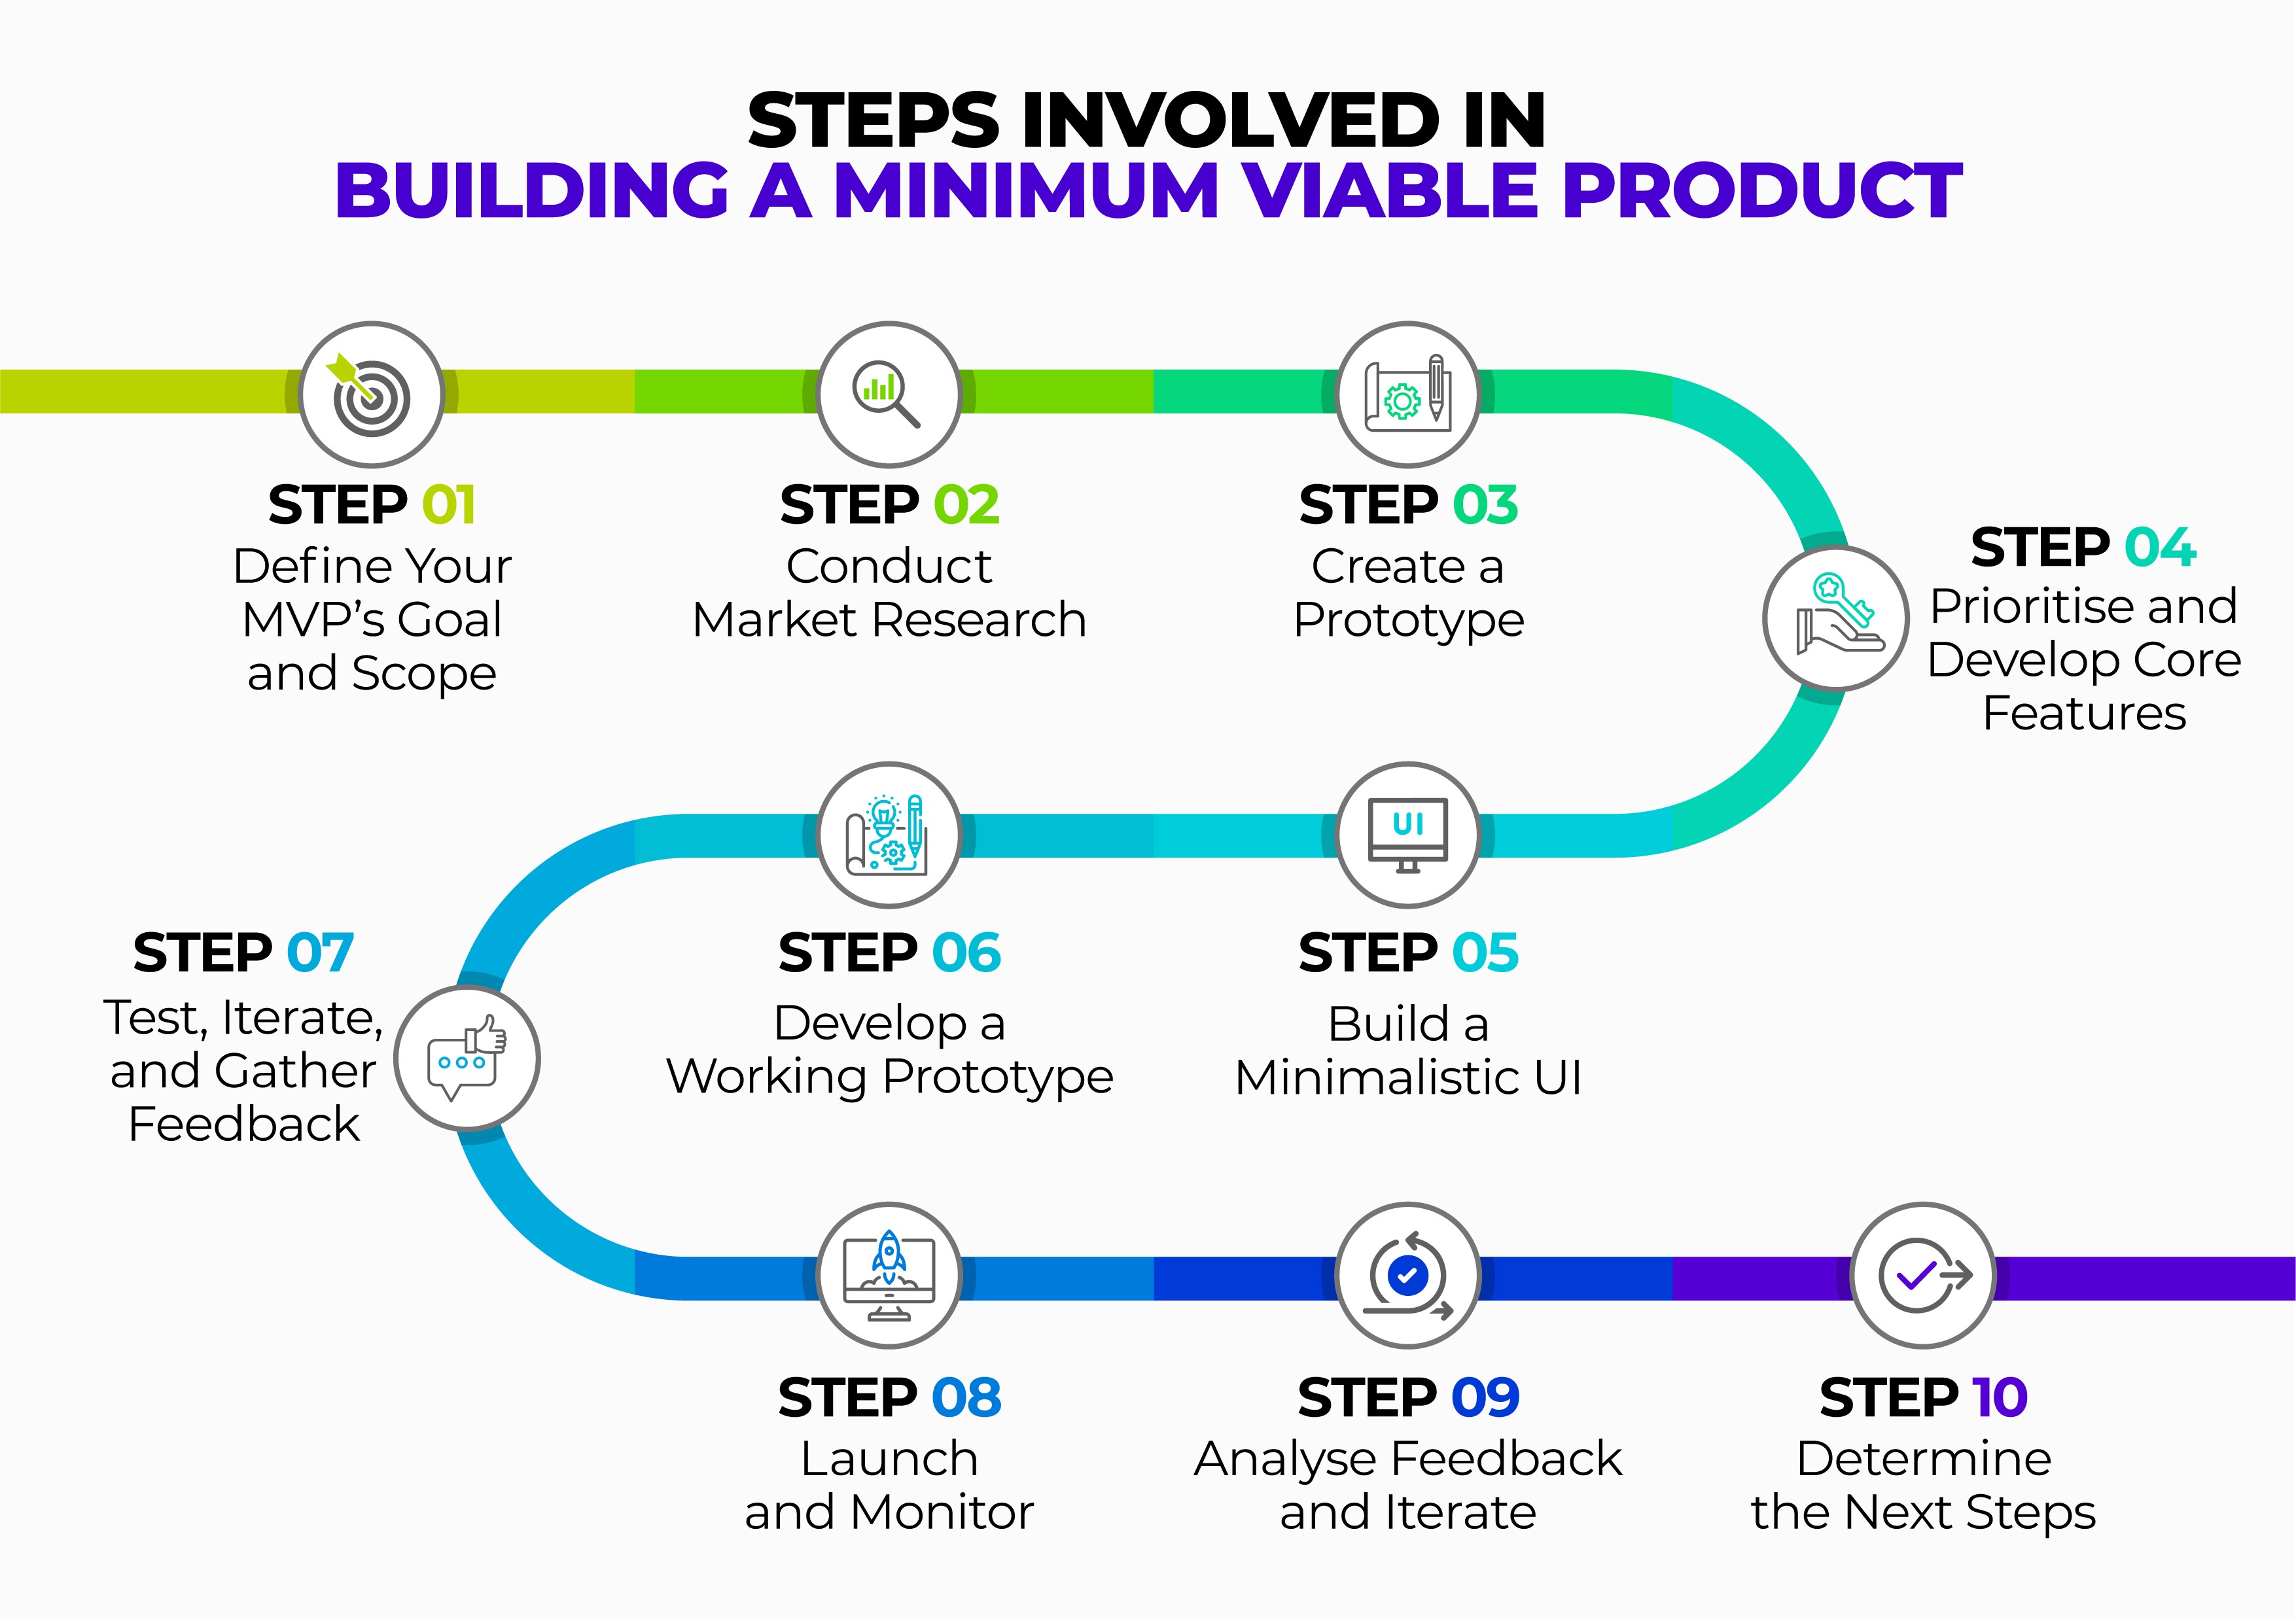 STEPS INVOLVED IN
BUILDING A MINIMUM VIABLE PRODUCT
STEP 01
Define Your
MVP’s Goal
and Scope
STEP 02
Conduct
Market Research
STEP 03
Create a
Prototype
STEP 04
Prioritise and
Develop Core
Features
UI
STEP 05
Build a
Minimalistic UI
STEP 06
Develop a
Working Prototype
STEP 07
Test, Iterate,
and Gather
Feedback
STEP 08
Launch
and Monitor
STEP 09
Analyse Feedback
and Iterate
STEP 10
Determine
the Next Steps